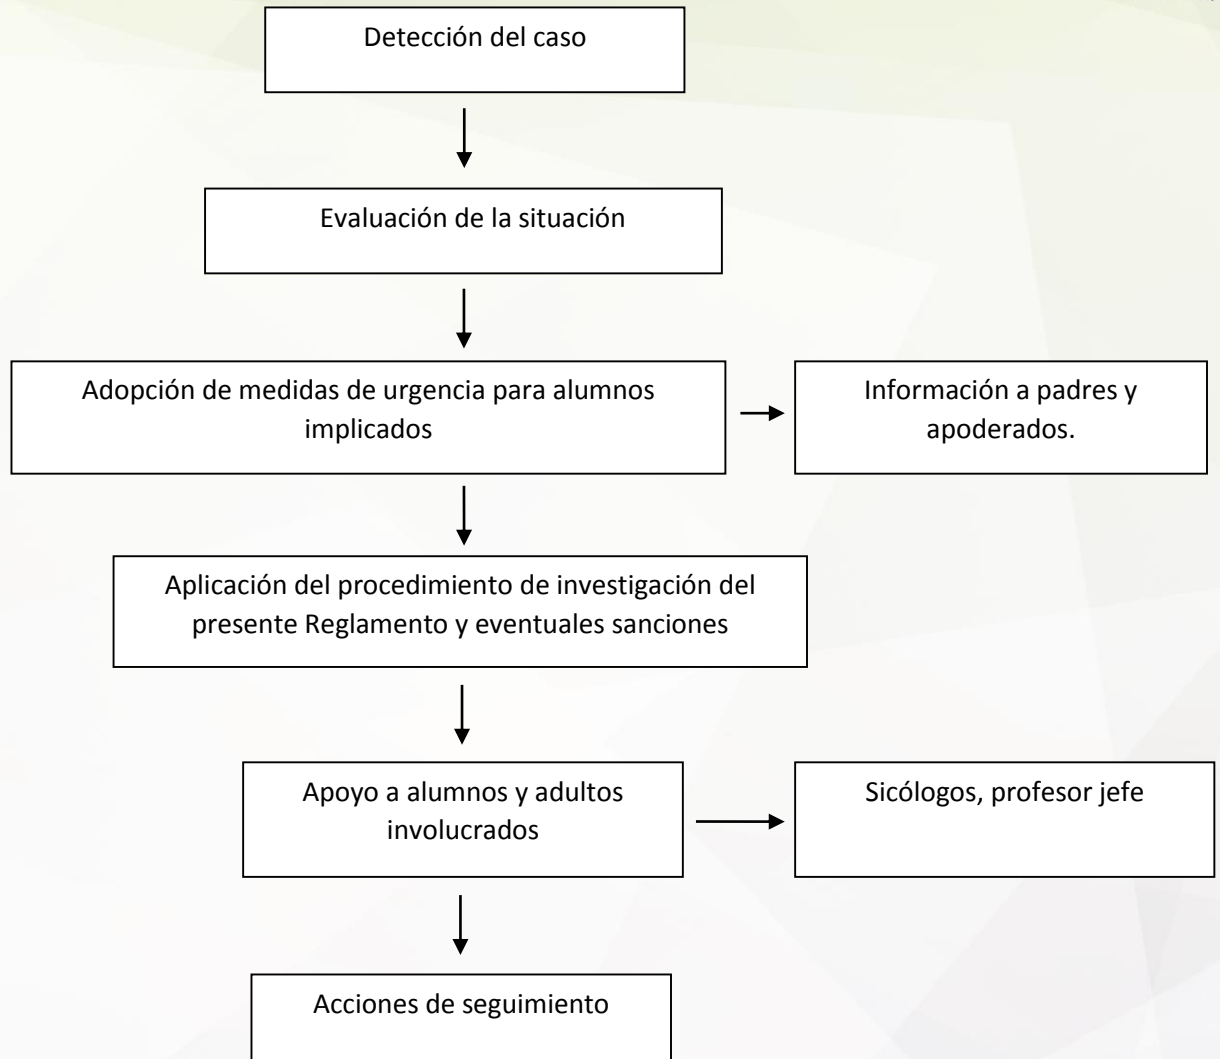 Detección del caso
Evaluación de la situación
Adopción de medidas de urgencia para alumnos
implicados
Información a padres y
apoderados.
Aplicación del procedimiento de investigación del
presente Reglamento y eventuales sanciones
Apoyo a alumnos y adultos
involucrados
Sicólogos, profesor jefe
Acciones de seguimiento